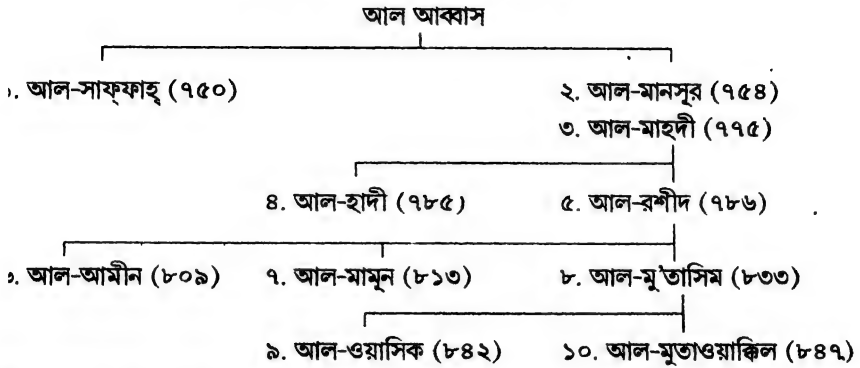 আল আব্বাস
১. আল-সাফ্ফাহ্ (৭৫০) ২. আল-মানসূর (৭৫৪)
৩. আল-মাহদী (৭৭৫)
৪. আল-হাদী (৭৮৫) ৫. আল-রশীদ (৭৮৬)
৬. আল-আমীন (৮০৯) ৭. আল-মামূন (৮১৩) ৮. আল-মু'তাসিম (৮৩৩)
৯. আল-ওয়াসিক (৮৪২) ১০. আল-মুতাওয়াক্কিল (৮৪৭)